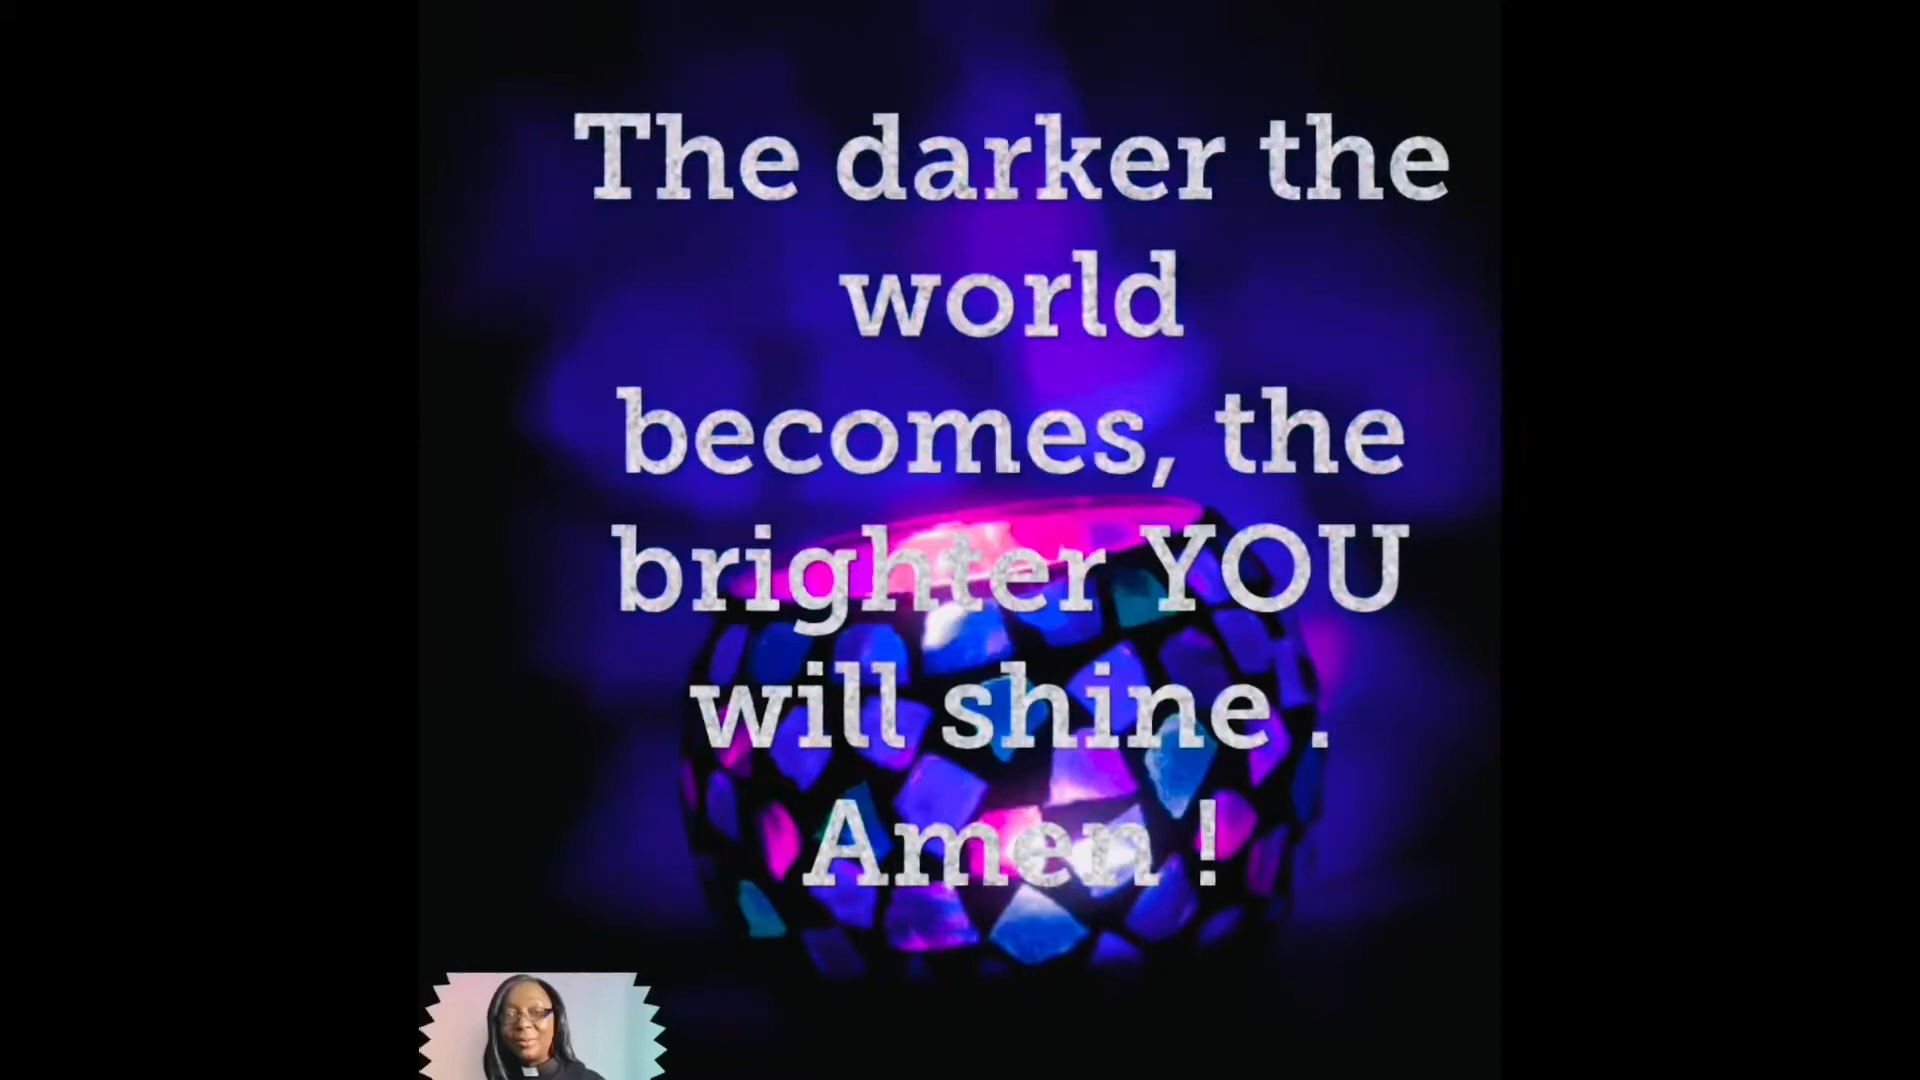 The darker the
world
becomes, the
brighter YOU
will shine .
Amen !